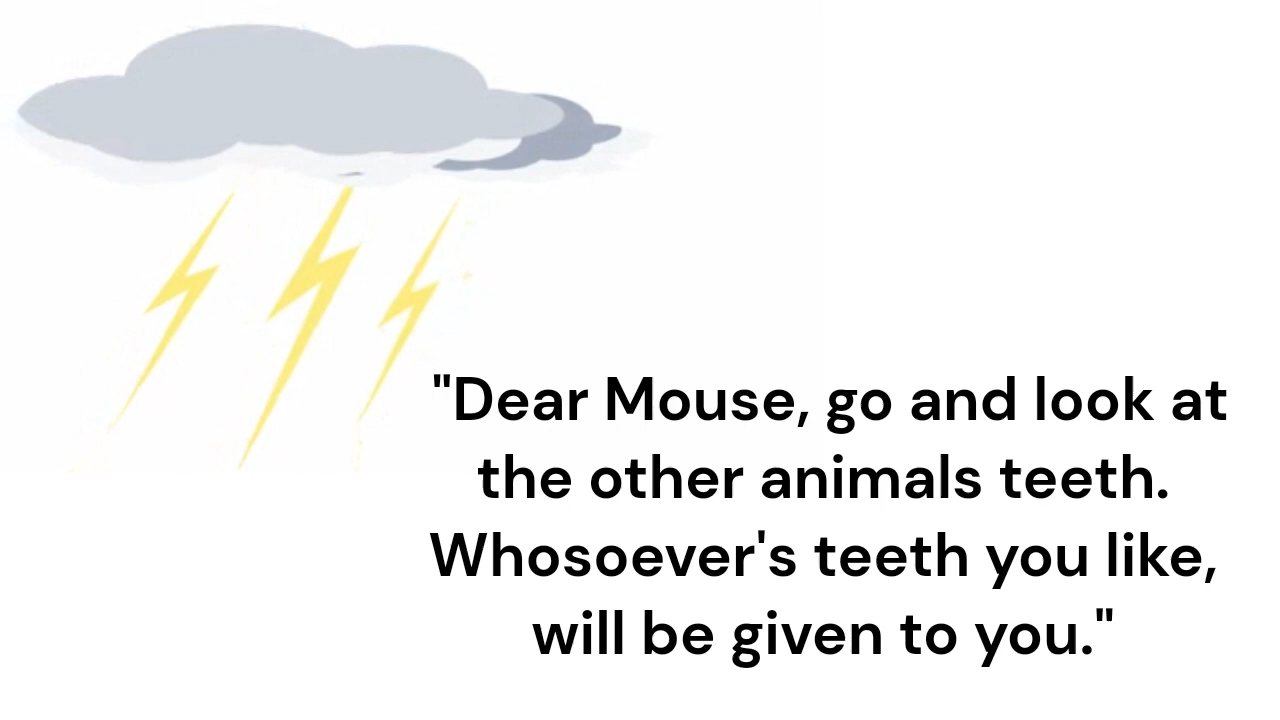 "Dear Mouse, go and look at
the other animals teeth.
Whosoever's teeth you like,
will be given to you."